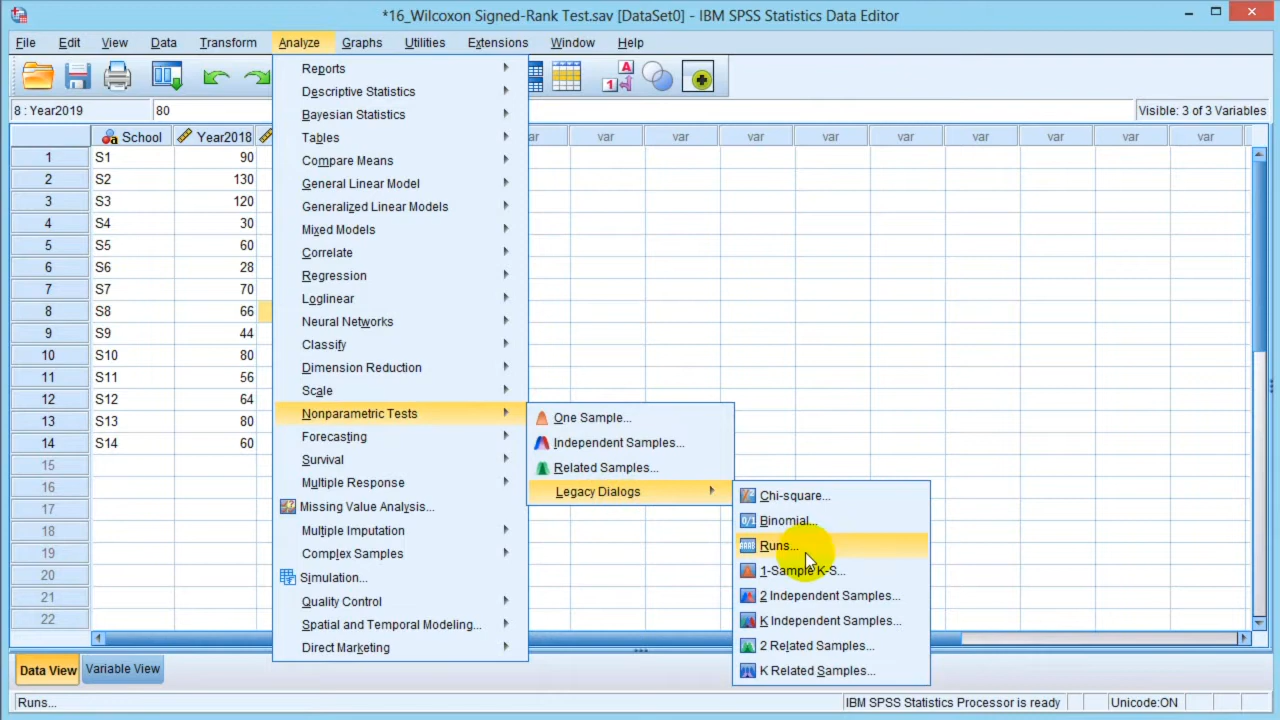 *16_Wilcoxon Signed-Rank Test.sav [DataSet0] - IBM SPSS Statistics Data Editor
File Edit View Data Transform Analyze Graphs Utilities Extensions Window Help
8 : Year2019 80 Visible: 3 of 3 Variables
School Year2018 var var var var var var var var var
1 S1 90
2 S2 130
3 S3 120
4 S4 30
5 S5 60
6 S6 28
7 S7 70
8 S8 66
9 S9 44
10 S10 80
11 S11 56
12 S12 64
13 S13 80
14 S14 60
15
16
17
18
19
20
21
22
Reports
Descriptive Statistics
Bayesian Statistics
Tables
Compare Means
General Linear Model
Generalized Linear Models
Mixed Models
Correlate
Regression
Loglinear
Neural Networks
Classify
Dimension Reduction
Scale
Nonparametric Tests
Forecasting
Survival
Multiple Response
Missing Value Analysis...
Multiple Imputation
Complex Samples
Simulation...
Quality Control
Spatial and Temporal Modeling...
Direct Marketing
One Sample...
Independent Samples...
Related Samples...
Legacy Dialogs
Chi-square...
Binomial...
Runs...
1-Sample K-S...
2 Independent Samples...
K Independent Samples...
2 Related Samples...
K Related Samples...
Data View Variable View
Runs... IBM SPSS Statistics Processor is ready Unicode:ON